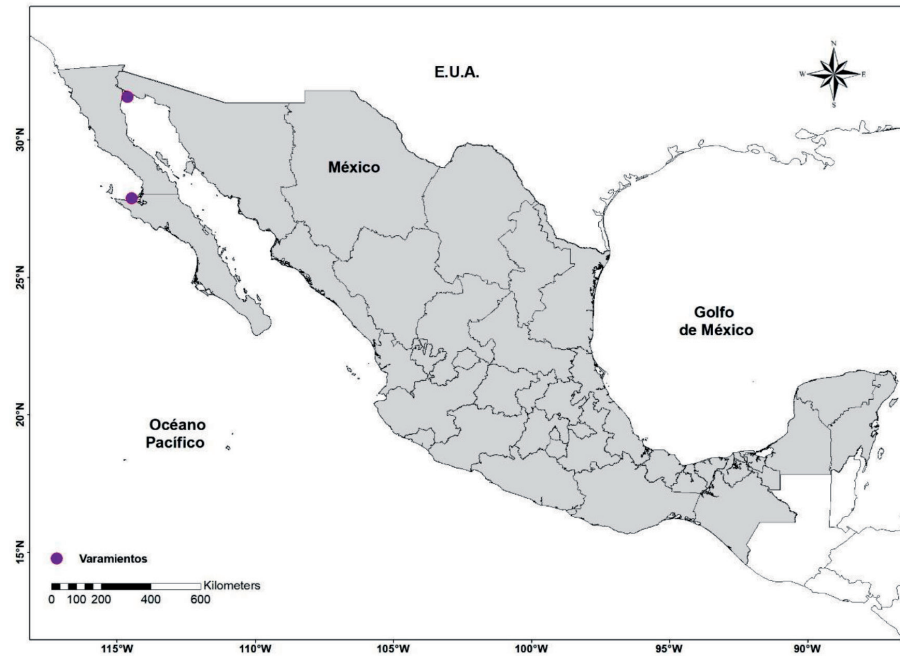 E.U.A.
N
W
E
S
México
Golfo
de México
Océano
Pacífico
Varamientos
Kilometers
0 100 200 400 600
30°N
25°N
20°N
15°N
115°W 110°W 105°W 100°W 95°W 90°W